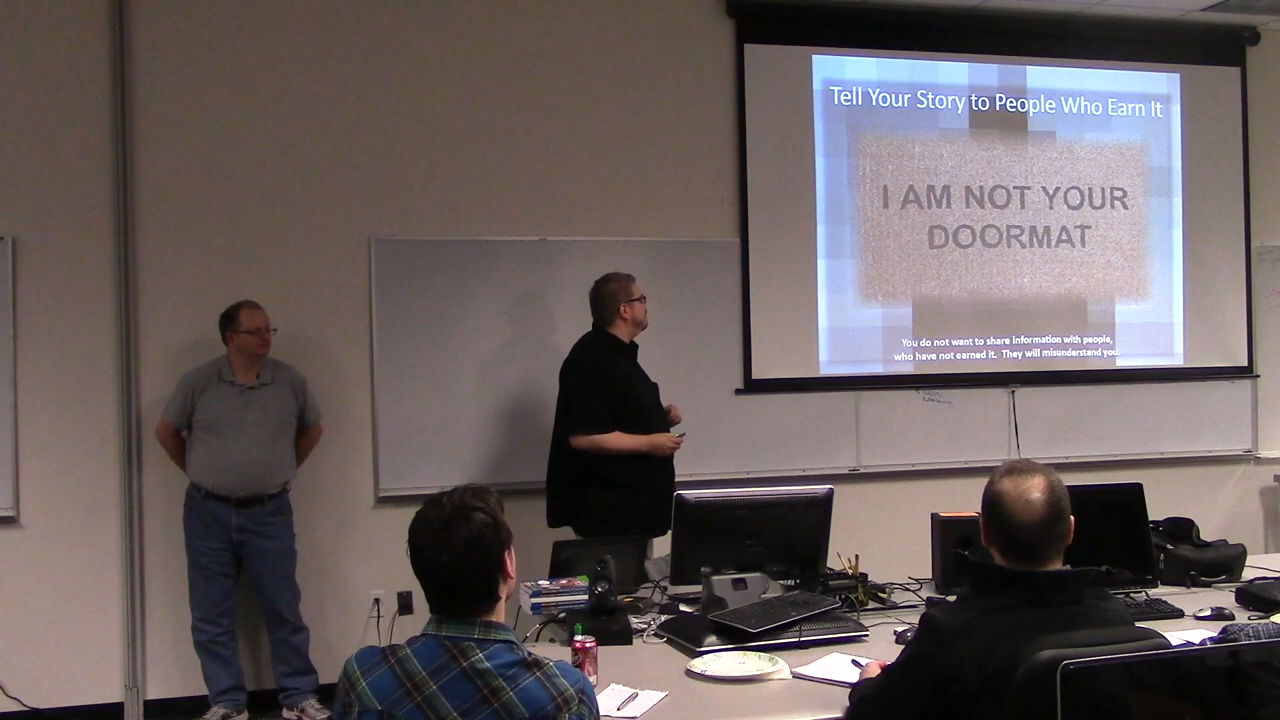 Tell Your Story to People Who Earn It
I AM NOT YOUR
DOORMAT
You do not want to share information with people,
who have not earned it. They will misunderstand you.